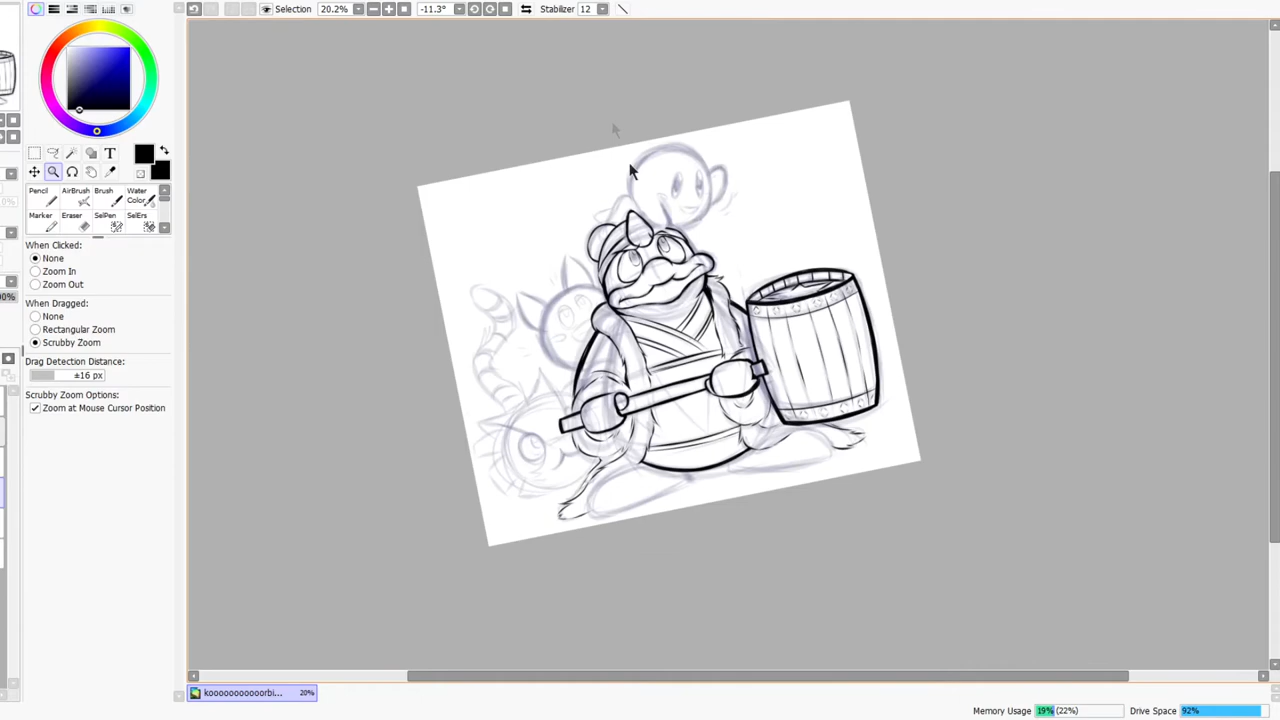 Selection 20.2% -11.3° Stabilizer 12
T
Pencil AirBrush Brush Water Color
Marker Eraser SelPen SelErs
When Clicked:
None
Zoom In
Zoom Out
When Dragged:
None
Rectangular Zoom
Scrubby Zoom
Drag Detection Distance:
±16 px
Scrubby Zoom Options:
Zoom at Mouse Cursor Position
kooooooooooorbi... 20%
Memory Usage 19% (22%) Drive Space 92%